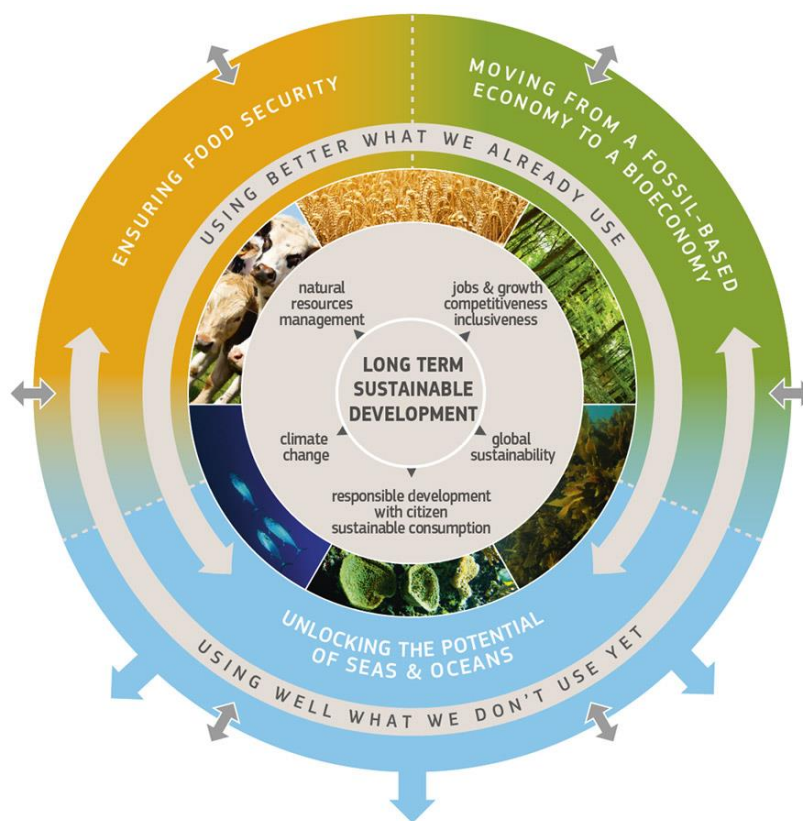 ENSURING FOOD SECURITY
MOVING FROM A FOSSIL-BASED
ECONOMY TO A BIOECONOMY
USING BETTER WHAT WE ALREADY USE
natural
resources
management
jobs & growth
competitiveness
inclusiveness
LONG TERM
SUSTAINABLE
DEVELOPMENT
climate
change
global
sustainability
responsible development
with citizen
sustainable consumption
UNLOCKING THE POTENTIAL
OF SEAS & OCEANS
USING WELL WHAT WE DON'T USE YET